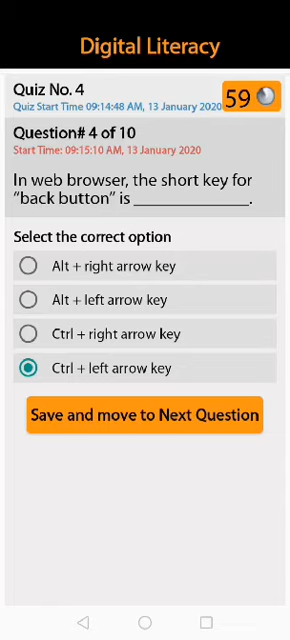 Digital Literacy
Quiz No. 4
Quiz Start Time 09:14:48 AM, 13 January 2020
59
Question# 4 of 10
Start Time: 09:15:10 AM, 13 January 2020
In web browser, the short key for
“back button” is ____________.
Select the correct option
Alt + right arrow key
Alt + left arrow key
Ctrl + right arrow key
Ctrl + left arrow key
Save and move to Next Question